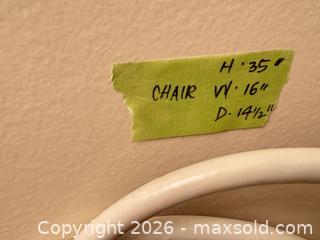 H · 35"
CHAIR W · 16"
D · 14½"
Copyright 2026 - maxsold.com